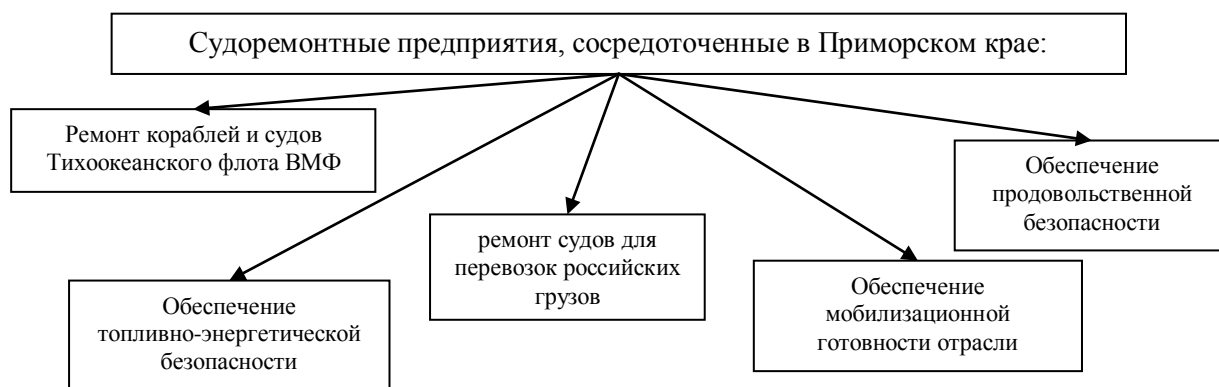 Судоремонтные предприятия, сосредоточенные в Приморском крае:
Ремонт кораблей и судов
Тихоокеанского флота ВМФ
Обеспечение
топливно-энергетической
безопасности
ремонт судов для
перевозок российских
грузов
Обеспечение
мобилизационной
готовности отрасли
Обеспечение
продовольственной
безопасности